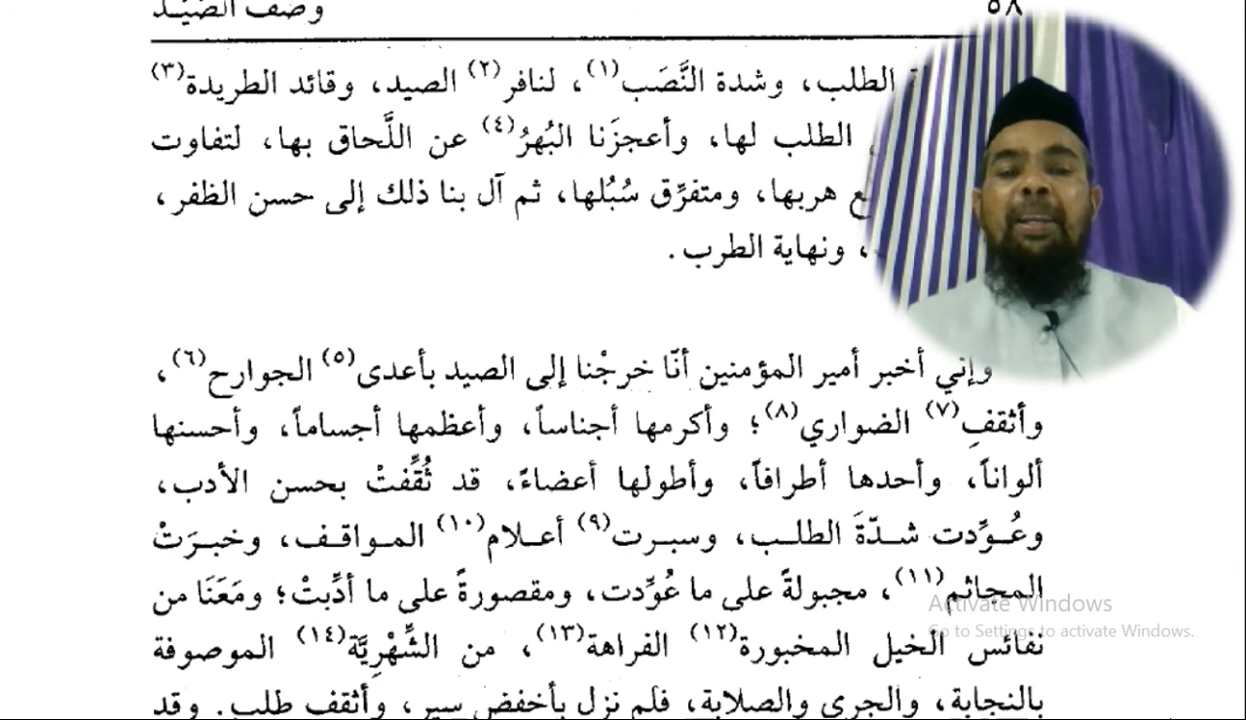 ٥٨ وصف الصيد
الطلب، وشدة النَّصَب(١)، لنافر(٢) الصيد، وقائد الطريدة(٣)
الطلب لها، وأعجزَنا البُهرُ(٤) عن اللَّحاق بها، لتفاوت
هربها، ومتفرِّق سُبُلها، ثم آل بنا ذلك إلى حسن الظفر،
، ونهاية الطرب.
وإني أخبر أمير المؤمنين أنّا خرجْنا إلى الصيد بأعدى(٥) الجوارح(٦)،
وأثقفِ(٧) الضواري(٨)؛ وأكرمها أجناساً، وأعظمها أجساماً، وأحسنها
ألواناً، وأحدها أطرافاً، وأطولها أعضاءً، قد ثُقِّفتْ بحسن الأدب،
وعُوِّدت شدّةَ الطلب، وسبرت(٩) أعلام(١٠) المواقف، وخبرَتْ
المجاثم(١١)، مجبولةً على ما عُوِّدت، ومقصورةً على ما أدِّبتْ؛ ومَعَنَا من
نفائس الخيل المخبورة(١٢) الفراهة(١٣)، من الشِّهْرِيَّة(١٤) الموصوفة
بالنجابة، والجري والصلابة، فلم نزل بأخفض سير، وأثقف طلب. وقد
Activate Windows
Go to Settings to activate Windows.